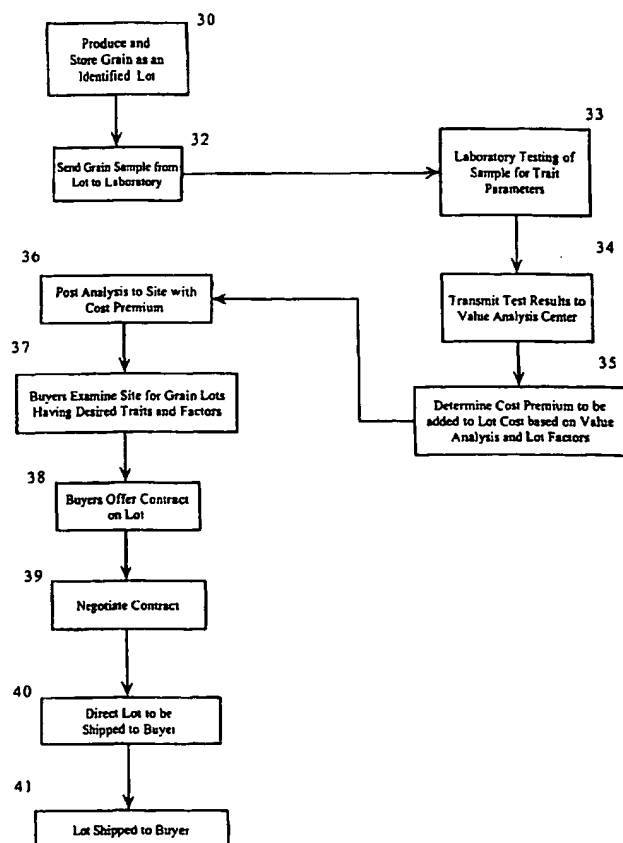 30
Produce and
Store Grain as an
Identified Lot
32
Send Grain Sample from
Lot to Laboratory
33
Laboratory Testing of
Sample for Trait
Parameters
34
Transmit Test Results to
Value Analysis Center
35
Determine Cost Premium to be
added to Lot Cost based on Value
Analysis and Lot Factors
36
Post Analysis to Site with
Cost Premium
37
Buyers Examine Site for Grain Lots
Having Desired Traits and Factors
38
Buyers Offer Contract
on Lot
39
Negotiate Contract
40
Direct Lot to be
Shipped to Buyer
41
Lot Shipped to Buyer